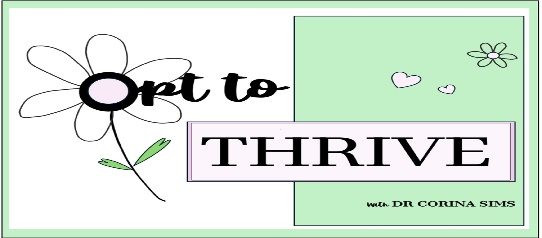 Opt to
THRIVE
with DR CORINA SIMS